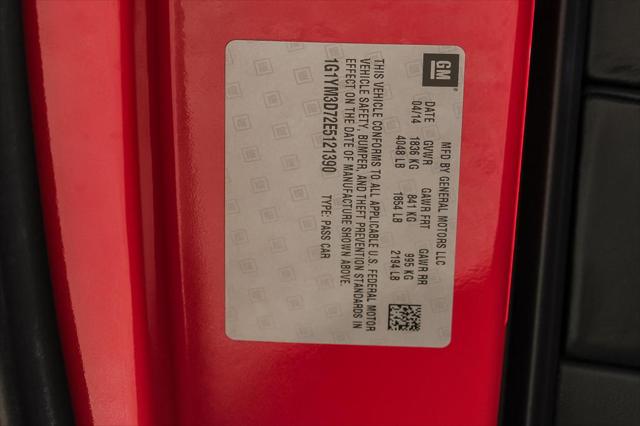 GM
MFD BY GENERAL MOTORS LLC
DATE GVWR GAWR FRT GAWR RR
04/14 1836 KG 841 KG 995 KG
4048 LB 1854 LB 2194 LB
THIS VEHICLE CONFORMS TO ALL APPLICABLE U.S. FEDERAL MOTOR
VEHICLE SAFETY, BUMPER, AND THEFT PREVENTION STANDARDS IN
EFFECT ON THE DATE OF MANUFACTURE SHOWN ABOVE.
1G1YM3D72E5121390 TYPE: PASS CAR